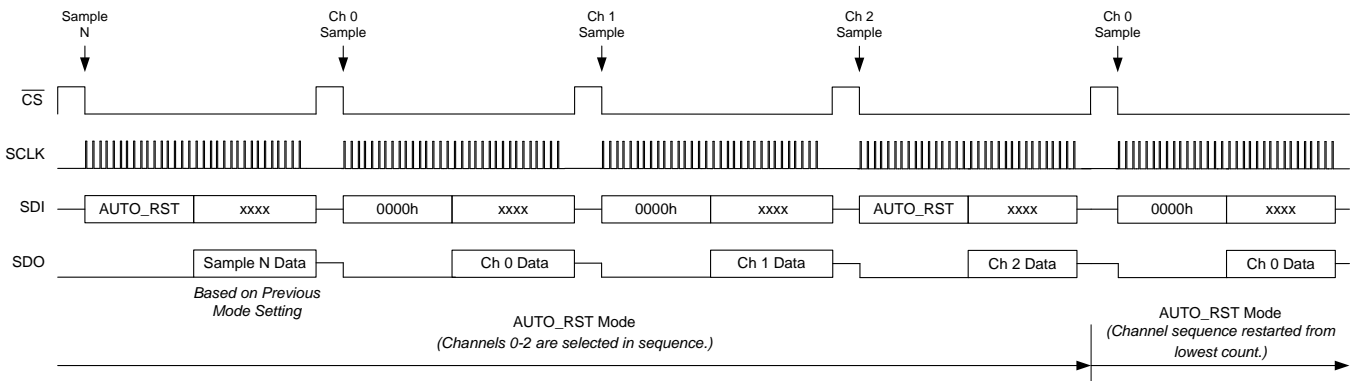 Sample
N
Ch 0
Sample
Ch 1
Sample
Ch 2
Sample
Ch 0
Sample
CS
SCLK
SDI
AUTO_RST
xxxx
0000h
xxxx
0000h
xxxx
AUTO_RST
xxxx
0000h
xxxx
SDO
Sample N Data
Ch 0 Data
Ch 1 Data
Ch 2 Data
Ch 0 Data
Based on Previous
Mode Setting
AUTO_RST Mode
(Channels 0-2 are selected in sequence.)
AUTO_RST Mode
(Channel sequence restarted from
lowest count.)